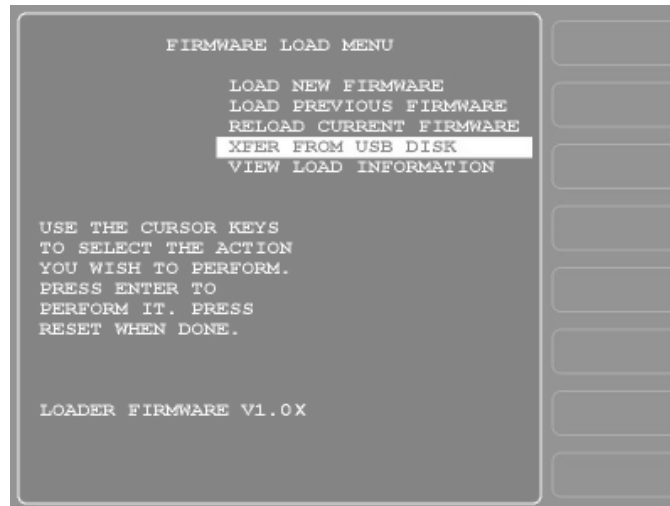 FIRMWARE LOAD MENU
LOAD NEW FIRMWARE
LOAD PREVIOUS FIRMWARE
RELOAD CURRENT FIRMWARE
XFER FROM USB DISK
VIEW LOAD INFORMATION
USE THE CURSOR KEYS
TO SELECT THE ACTION
YOU WISH TO PERFORM.
PRESS ENTER TO
PERFORM IT. PRESS
RESET WHEN DONE.
LOADER FIRMWARE V1.0X